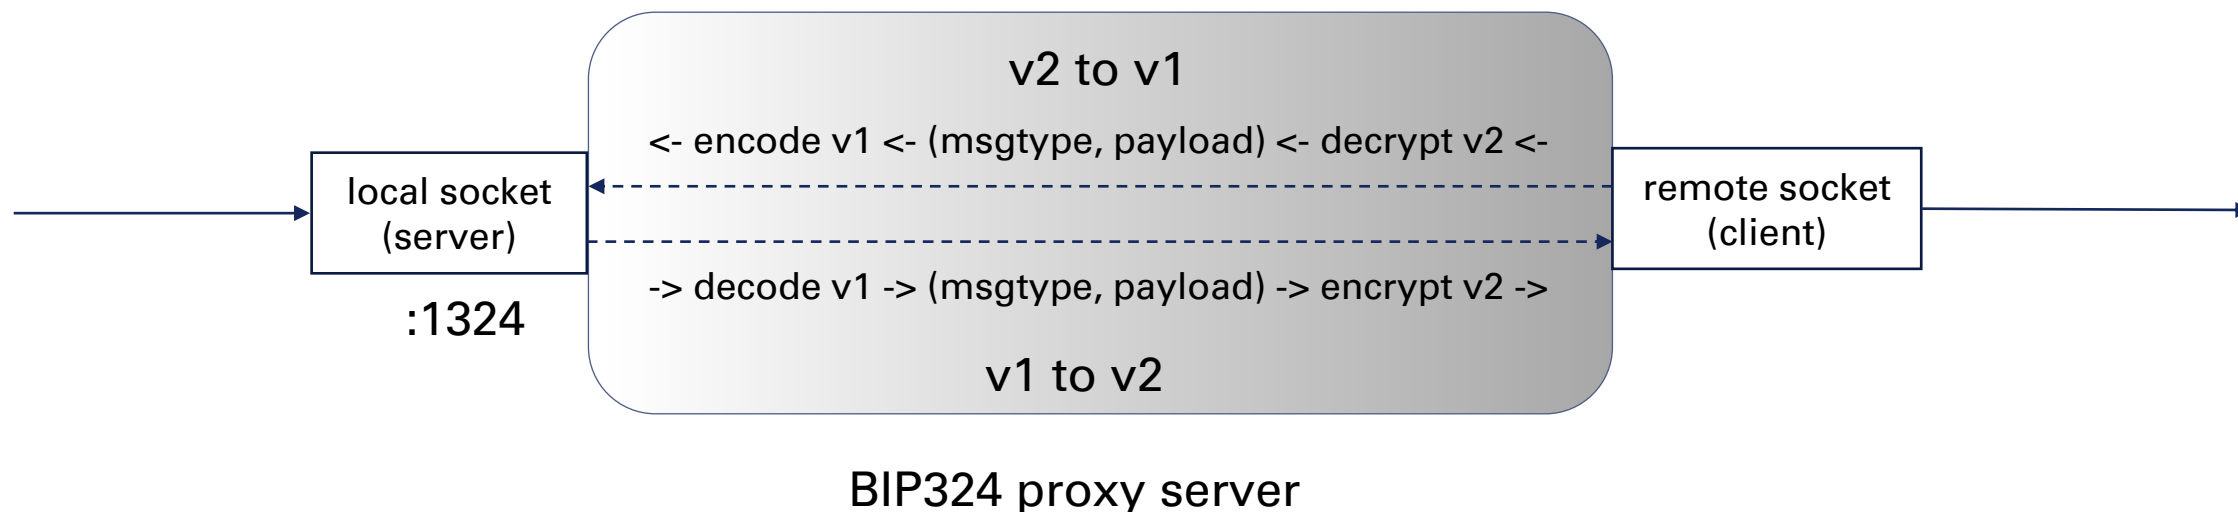 v2 to v1
<- encode v1 <- (msgtype, payload) <- decrypt v2 <-
local socket
(server)
:1324
remote socket
(client)
-> decode v1 -> (msgtype, payload) -> encrypt v2 ->
v1 to v2
BIP324 proxy server